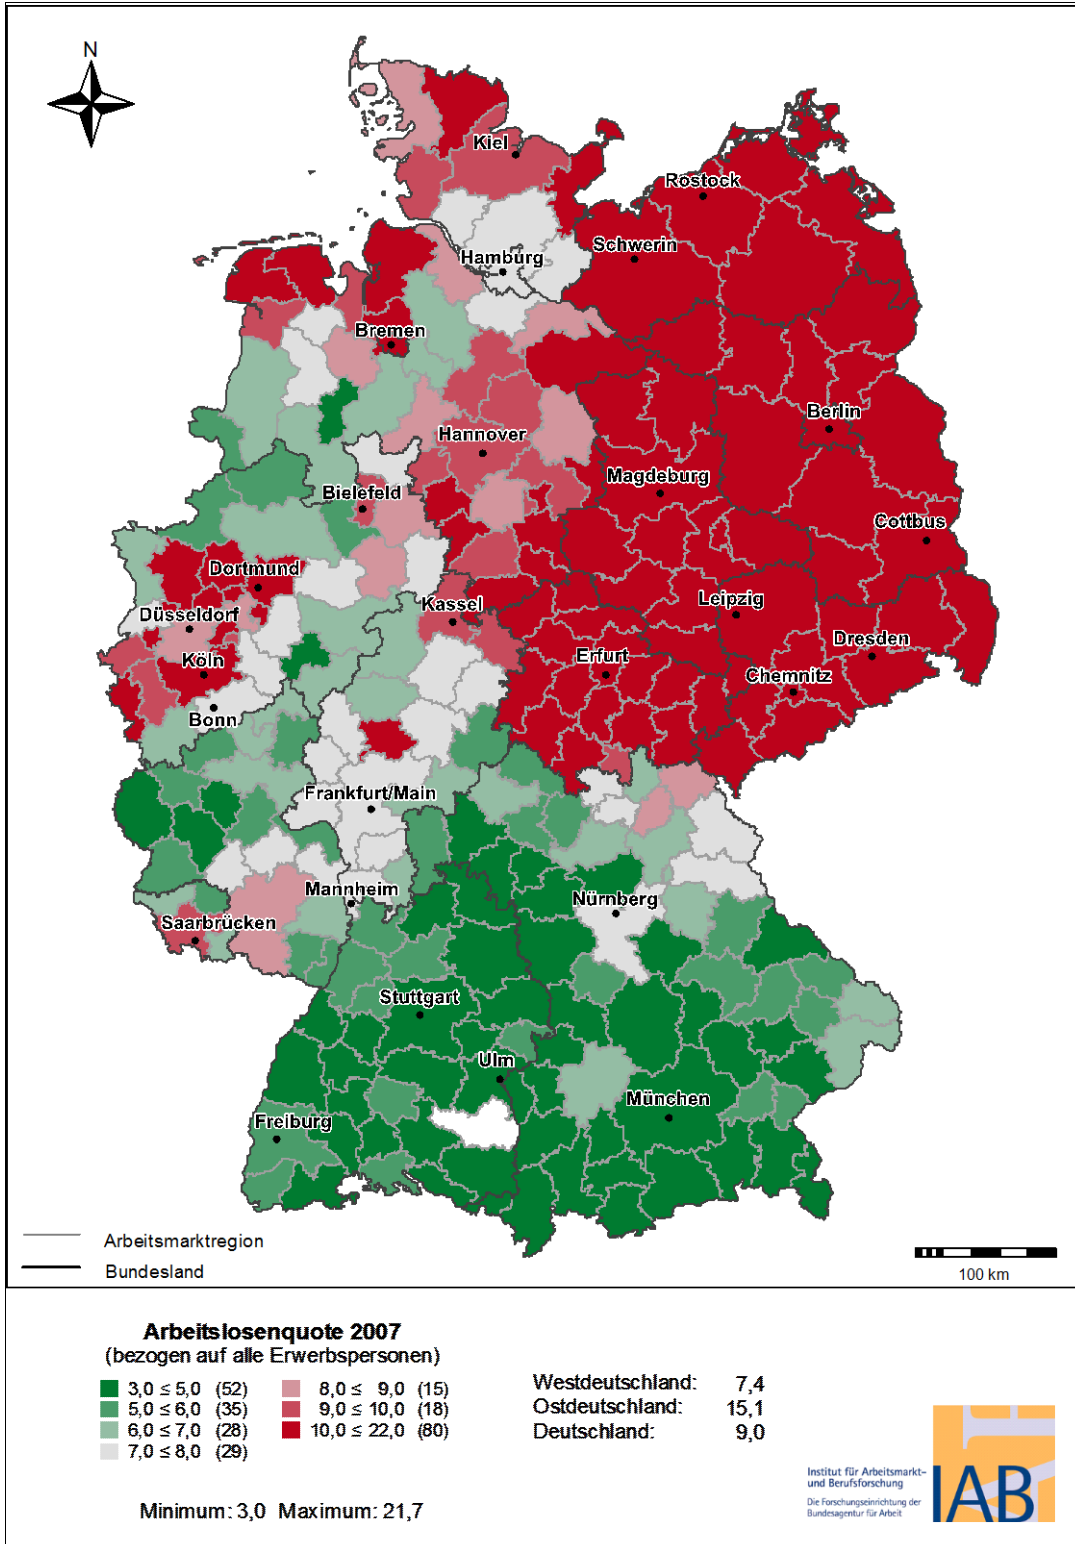 N
Kiel
Rostock
Schwerin
Hamburg
Bremen
Berlin
Hannover
Magdeburg
Bielefeld
Cottbus
Dortmund
Leipzig
Düsseldorf
Kassel
Dresden
Köln
Erfurt
Chemnitz
Bonn
Frankfurt/Main
Mannheim
Nürnberg
Saarbrücken
Stuttgart
Ulm
München
Freiburg
Arbeitsmarktregion
Bundesland
100 km
Arbeitslosenquote 2007
(bezogen auf alle Erwerbspersonen)
3,0 ≤ 5,0 (52)
5,0 ≤ 6,0 (35)
6,0 ≤ 7,0 (28)
7,0 ≤ 8,0 (29)
8,0 ≤ 9,0 (15)
9,0 ≤ 10,0 (18)
10,0 ≤ 22,0 (80)
Minimum: 3,0 Maximum: 21,7
Westdeutschland: 7,4
Ostdeutschland: 15,1
Deutschland: 9,0
Institut für Arbeitsmarkt-
und Berufsforschung
Die Forschungseinrichtung der
Bundesagentur für Arbeit
IAB